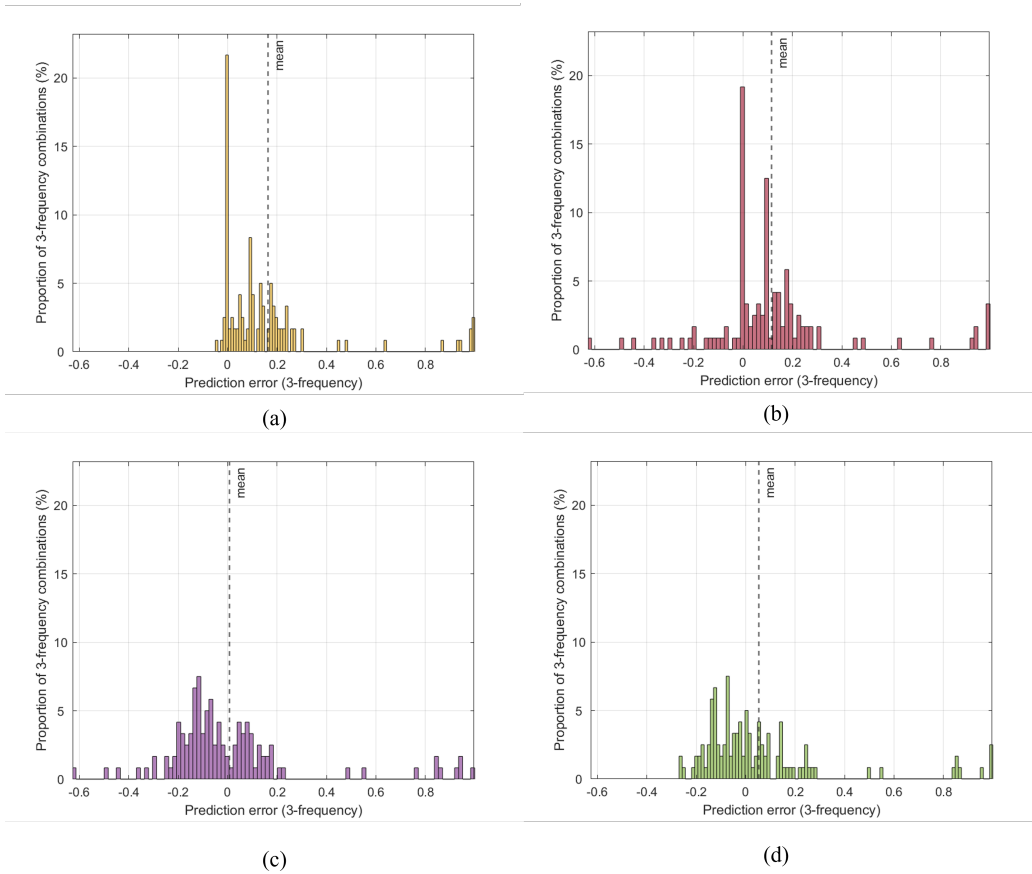 Proportion of 3-frequency combinations (%)
20
15
10
5
0
mean
-0.6 -0.4 -0.2 0 0.2 0.4 0.6 0.8
Prediction error (3-frequency)
(a)
Proportion of 3-frequency combinations (%)
20
15
10
5
0
mean
-0.6 -0.4 -0.2 0 0.2 0.4 0.6 0.8
Prediction error (3-frequency)
(b)
Proportion of 3-frequency combinations (%)
20
15
10
5
0
mean
-0.6 -0.4 -0.2 0 0.2 0.4 0.6 0.8
Prediction error (3-frequency)
(c)
Proportion of 3-frequency combinations (%)
20
15
10
5
0
mean
-0.6 -0.4 -0.2 0 0.2 0.4 0.6 0.8
Prediction error (3-frequency)
(d)